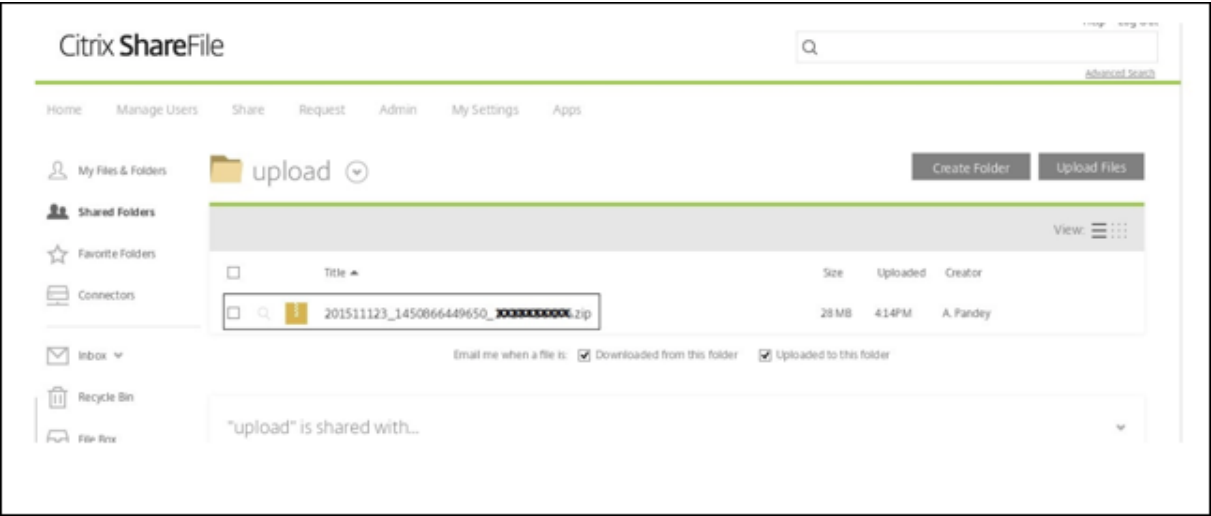 Help Log Out
Citrix ShareFile
Advanced Search
Home Manage Users Share Request Admin My Settings Apps
My Files & Folders
upload
Create Folder Upload Files
Shared Folders
View:
Favorite Folders
Title Size Uploaded Creator
Connectors
201511123_1450866449650_ .zip 28 MB 4:14PM A. Pandey
Inbox
Email me when a file is: Downloaded from this folder Uploaded to this folder
Recycle Bin
"upload" is shared with...
File Box